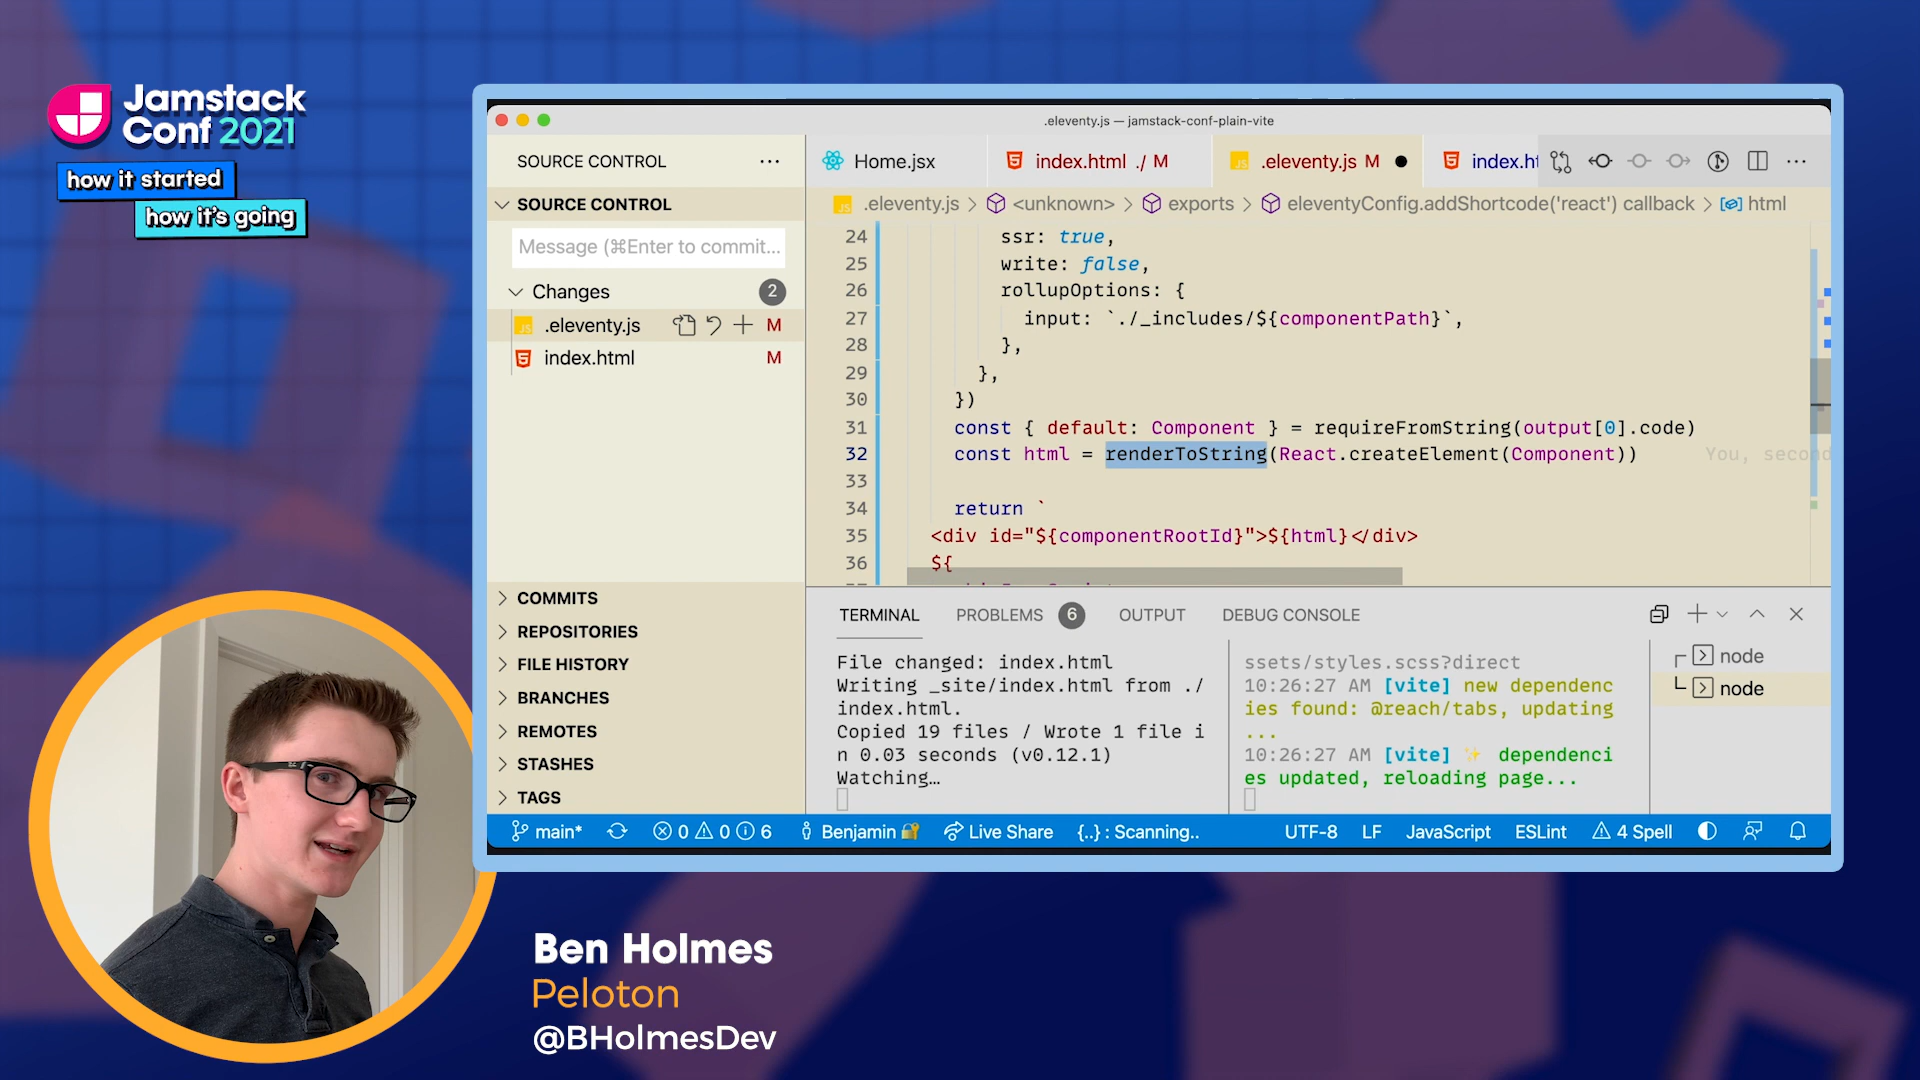 Jamstack
Conf 2021
how it started
how it's going
.eleventy.js — jamstack-conf-plain-vite
SOURCE CONTROL ...
Home.jsx
index.html ./ M
.eleventy.js M
index.ht
SOURCE CONTROL
.eleventy.js > <unknown> > exports > eleventyConfig.addShortcode('react') callback > html
Message (⌘Enter to commit...
Changes 2
.eleventy.js M
index.html M
COMMITS
REPOSITORIES
FILE HISTORY
BRANCHES
REMOTES
STASHES
TAGS
24 ssr: true,
25 write: false,
26 rollupOptions: {
27 input: `./_includes/${componentPath}`,
28 },
29 },
30 })
31 const { default: Component } = requireFromString(output[0].code)
32 const html = renderToString(React.createElement(Component)) You, second
33
34 return `
35 <div id="${componentRootId}">${html}</div>
36 ${
TERMINAL PROBLEMS 6 OUTPUT DEBUG CONSOLE
File changed: index.html
Writing _site/index.html from ./
index.html.
Copied 19 files / Wrote 1 file i
n 0.03 seconds (v0.12.1)
Watching…
ssets/styles.scss?direct
10:26:27 AM [vite] new dependenc
ies found: @reach/tabs, updating
...
10:26:27 AM [vite] ✨ dependenci
es updated, reloading page...
node
node
main* 0 0 6 Benjamin 🔐 Live Share {..} : Scanning.. UTF-8 LF JavaScript ESLint 4 Spell
Ben Holmes
Peloton
@BHolmesDev